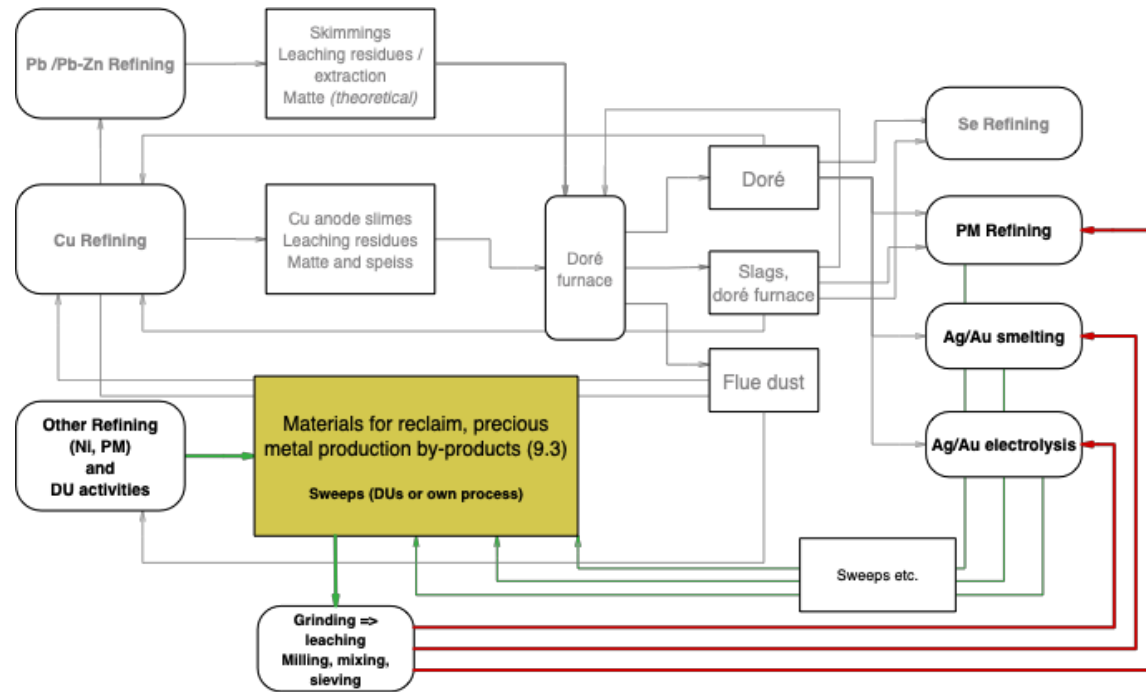 Pb /Pb-Zn Refining
Skimmings
Leaching residues /
extraction
Matte (theoretical)
Se Refining
Doré
Cu Refining
Cu anode slimes
Leaching residues
Matte and speiss
Doré
furnace
PM Refining
Slags,
doré furnace
Ag/Au smelting
Flue dust
Other Refining
(Ni, PM)
and
DU activities
Materials for reclaim, precious
metal production by-products (9.3)
Sweeps (DUs or own process)
Ag/Au electrolysis
Sweeps etc.
Grinding =>
leaching
Milling, mixing,
sieving